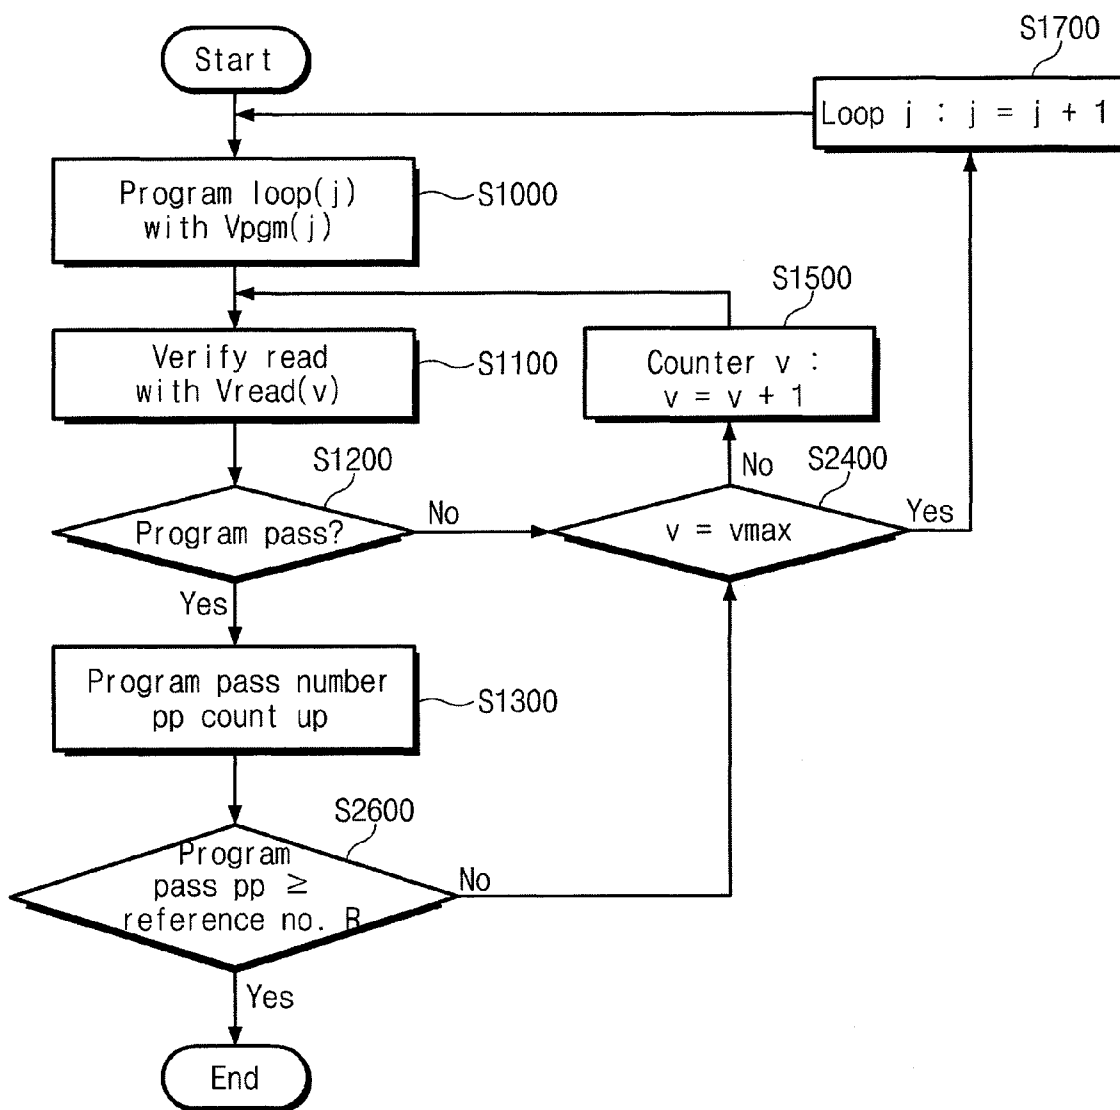 S1700
Start
Loop j : j = j + 1
Program loop(j)
with Vpgm(j)
S1000
S1500
Verify read
with Vread(v)
S1100
Counter v :
v = v + 1
S1200
No
S2400
Program pass?
No
v = vmax
Yes
Yes
Program pass number
pp count up
S1300
S2600
Program
pass pp ≥
reference no. R
No
Yes
End